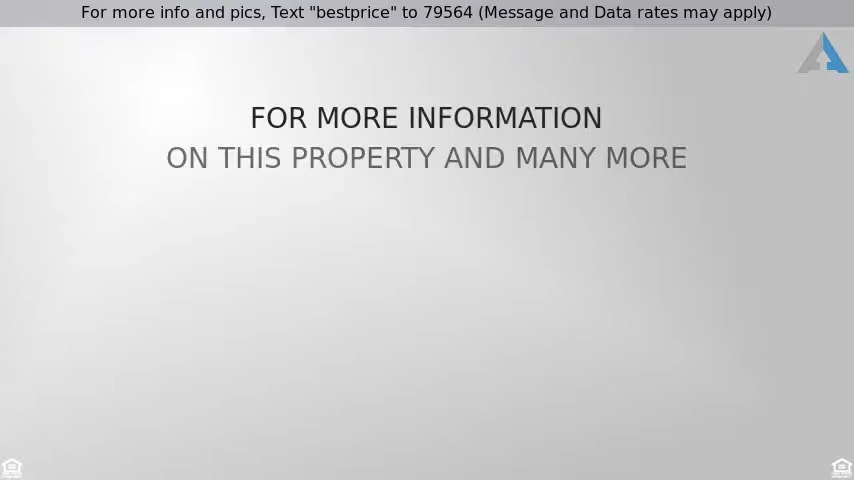 For more info and pics, Text "bestprice" to 79564 (Message and Data rates may apply)
FOR MORE INFORMATION
ON THIS PROPERTY AND MANY MORE